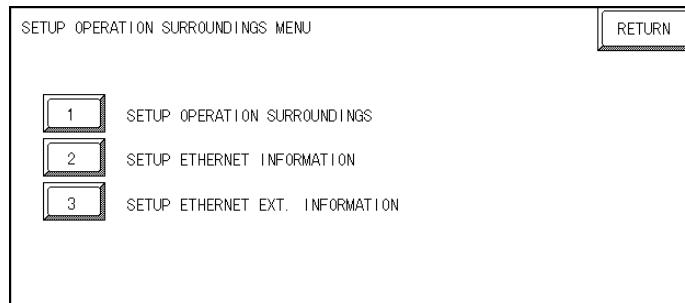 SETUP OPERATION SURROUNDINGS MENU
RETURN
1 SETUP OPERATION SURROUNDINGS
2 SETUP ETHERNET INFORMATION
3 SETUP ETHERNET EXT. INFORMATION